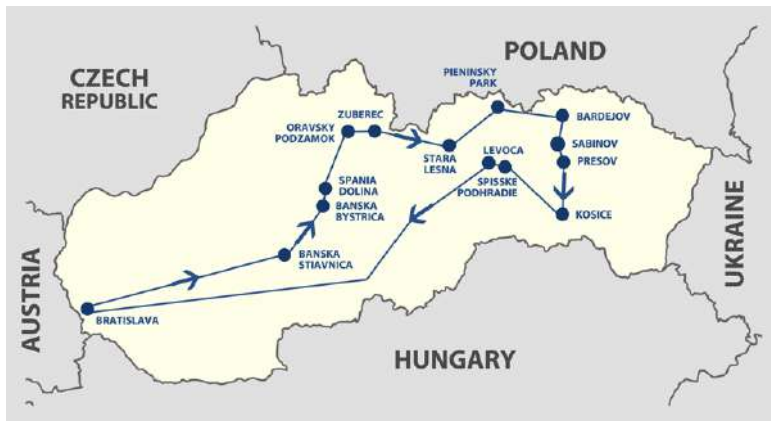 POLAND
CZECH
REPUBLIC
PIENINSKY
PARK
ZUBEREC
ORAVSKY
PODZAMOK
BARDEJOV
SABINOV
PRESOV
STARA
LESNA
LEVOCA
SPISSKE
PODHRADIE
SPANIA
DOLINA
BANSKA
BYSTRICA
KOSICE
BANSKA
STIAVNICA
BRATISLAVA
AUSTRIA
UKRAINE
HUNGARY